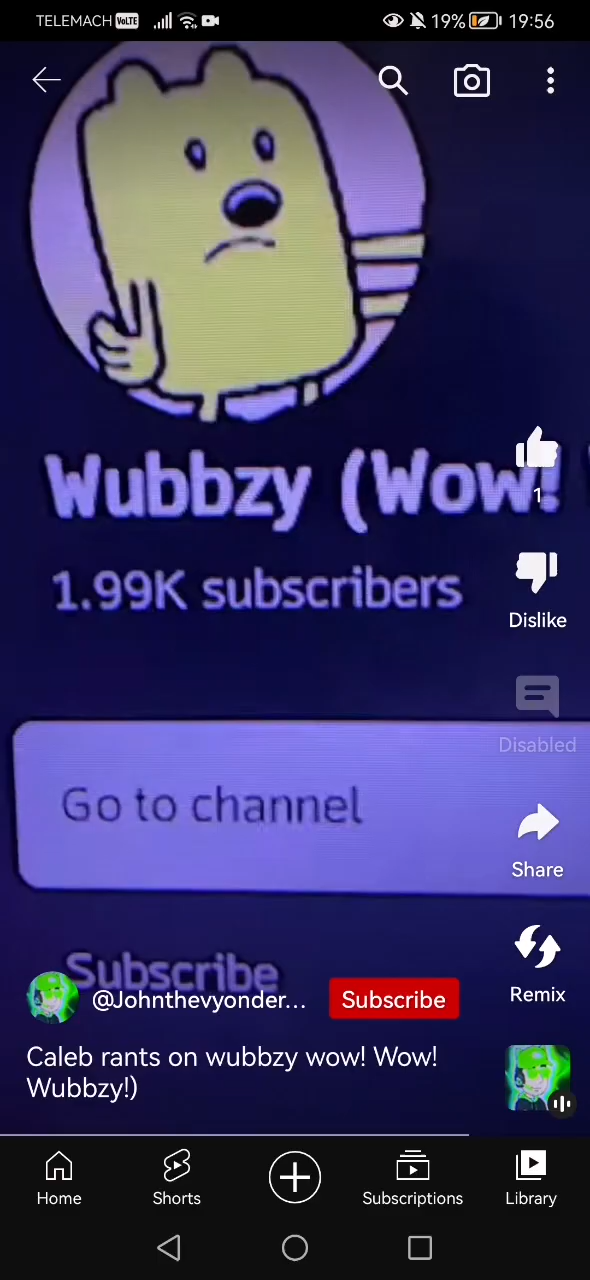 TELEMACH VoLTE 19% 19:56
Wubbzy (Wow!
1
1.99K subscribers
Dislike
Disabled
Go to channel
Share
Subscribe
Remix
@Johnthevyonder... Subscribe
Caleb rants on wubbzy wow! Wow!
Wubbzy!)
Home Shorts Subscriptions Library